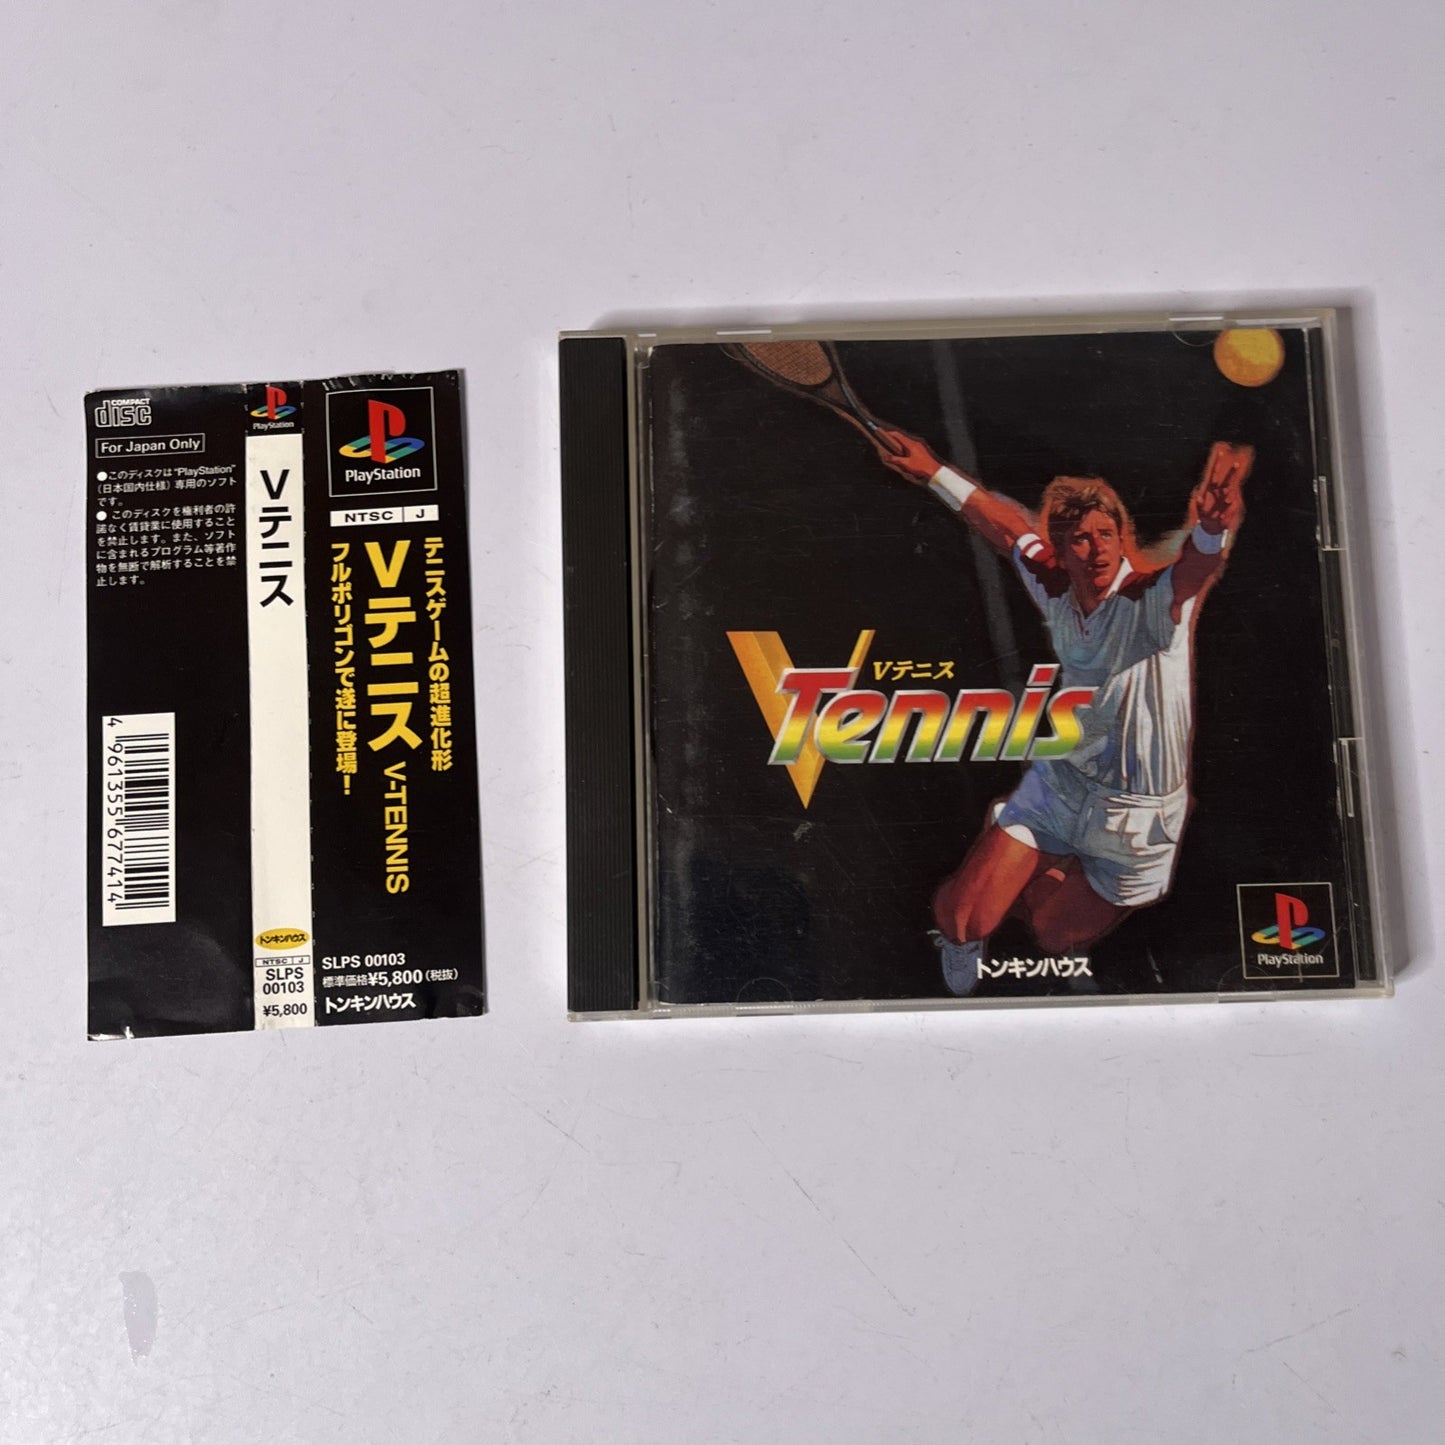 COMPACT
disc
For Japan Only
●このディスクは“PlayStation”
(日本国内仕様)専用のソフト
です。
● このディスクを権利者の許
諾なく賃貸業に使用すること
を禁止します。また、ソフト
に含まれるプログラム等著作
物を無断で解析することを禁
止します。
4961355677414
PlayStation
Vテニス
トンキンハウス
NTSC J
SLPS
00103
¥5,800
PlayStation
NTSC J
テニスゲームの超進化形
Vテニス V-TENNIS
フルポリゴンで遂に登場!
SLPS 00103
標準価格¥5,800(税抜)
トンキンハウス
Vテニス
V Tennis
トンキンハウス
PlayStation